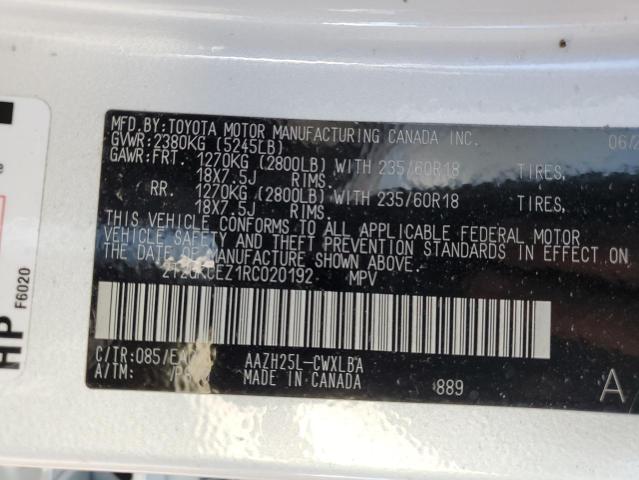 MFD.BY:TOYOTA MOTOR MANUFACTURING CANADA INC. 06/2
GVWR:2380KG (5245LB)
GAWR:FRT. 1270KG (2800LB) WITH 235/60R18 TIRES,
18X7.5J RIMS.
RR. 1270KG (2800LB) WITH 235/60R18 TIRES,
18X7.5J RIMS.
THIS VEHICLE CONFORMS TO ALL APPLICABLE FEDERAL MOTOR
VEHICLE SAFETY AND THEFT PREVENTION STANDARDS IN EFFECT ON
THE DATE OF MANUFACTURE SHOWN ABOVE.
MPV
C/TR:085/
AAZH25L-CWXLBA
A/TM:
MADE IN CANADA
889
A
HP
F6020